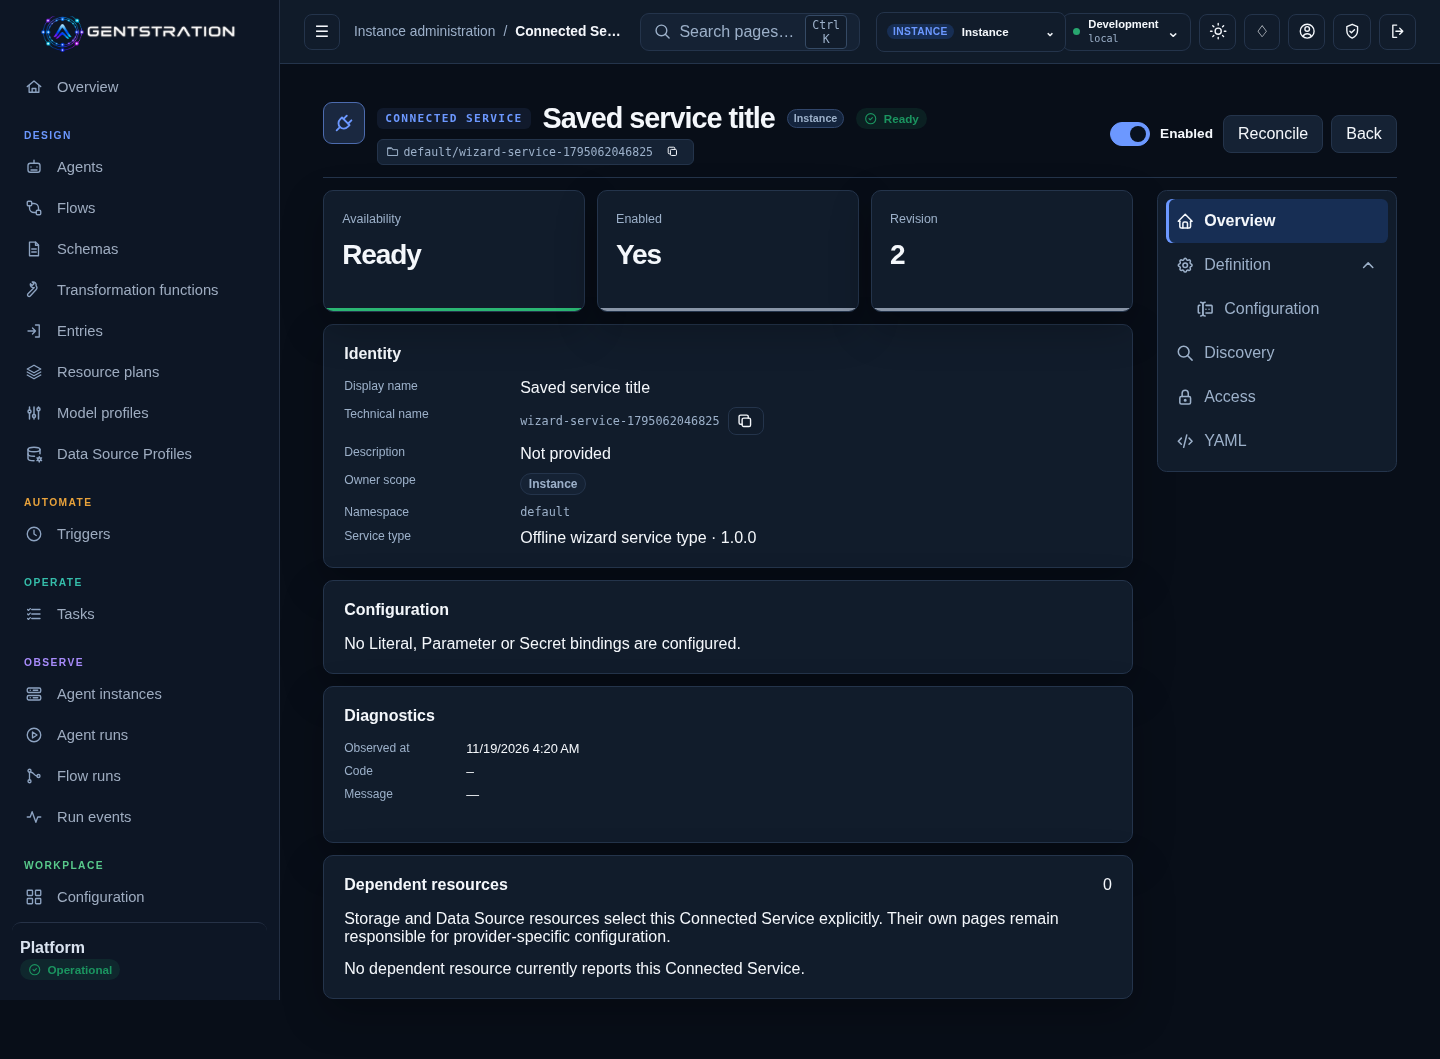 GENTSTRATION
Overview
DESIGN
Agents
Flows
Schemas
Transformation functions
Entries
Resource plans
Model profiles
Data Source Profiles
AUTOMATE
Triggers
OPERATE
Tasks
OBSERVE
Agent instances
Agent runs
Flow runs
Run events
WORKPLACE
Configuration
Platform
Operational
Instance administration / Connected Se...
Search pages...
Ctrl K
INSTANCE Instance
Development
local
CONNECTED SERVICE Saved service title Instance Ready
default/wizard-service-1795062046825
Enabled Reconcile Back
Availability
Ready
Enabled
Yes
Revision
2
Identity
Display name Saved service title
Technical name wizard-service-1795062046825
Description Not provided
Owner scope Instance
Namespace default
Service type Offline wizard service type · 1.0.0
Configuration
No Literal, Parameter or Secret bindings are configured.
Diagnostics
Observed at 11/19/2026 4:20 AM
Code –
Message —
Dependent resources 0
Storage and Data Source resources select this Connected Service explicitly. Their own pages remain
responsible for provider-specific configuration.
No dependent resource currently reports this Connected Service.
Overview
Definition
Configuration
Discovery
Access
YAML